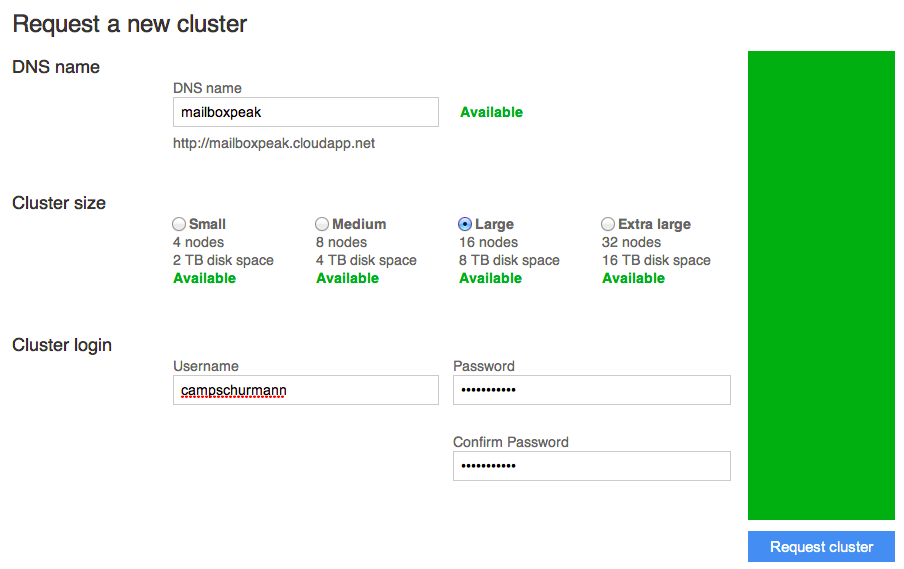 Request a new cluster
DNS name
DNS name
mailboxpeak
Available
http://mailboxpeak.cloudapp.net
Cluster size
Small Medium Large Extra large
4 nodes 8 nodes 16 nodes 32 nodes
2 TB disk space 4 TB disk space 8 TB disk space 16 TB disk space
Available Available Available Available
Cluster login
Username Password
campschurmann •••••••••••
Confirm Password
•••••••••••
Request cluster